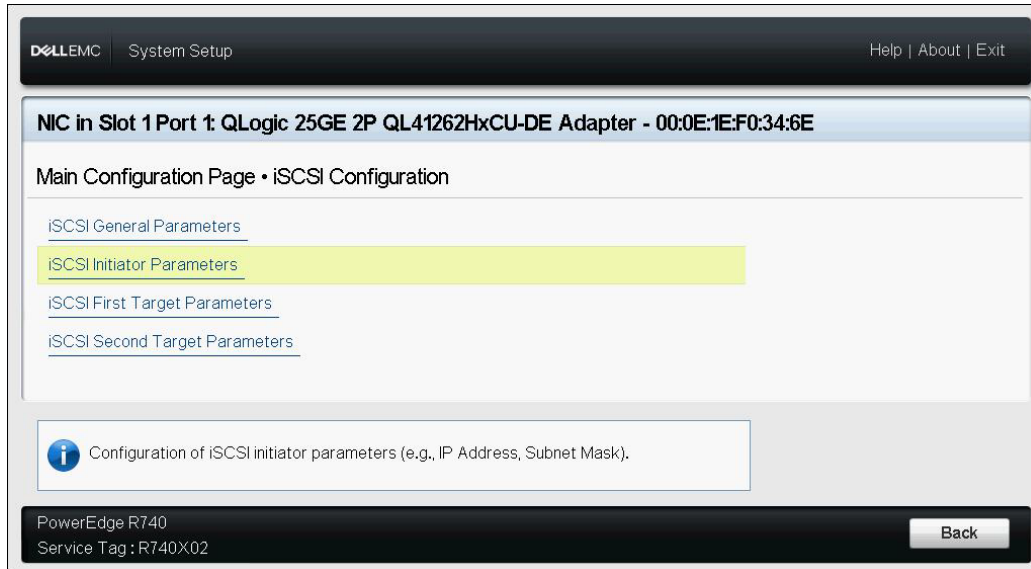 DELLEMC System Setup Help | About | Exit
NIC in Slot 1 Port 1: QLogic 25GE 2P QL41262HxCU-DE Adapter - 00:0E:1E:F0:34:6E
Main Configuration Page • iSCSI Configuration
iSCSI General Parameters
iSCSI Initiator Parameters
iSCSI First Target Parameters
iSCSI Second Target Parameters
Configuration of iSCSI initiator parameters (e.g., IP Address, Subnet Mask).
PowerEdge R740
Service Tag : R740X02
Back